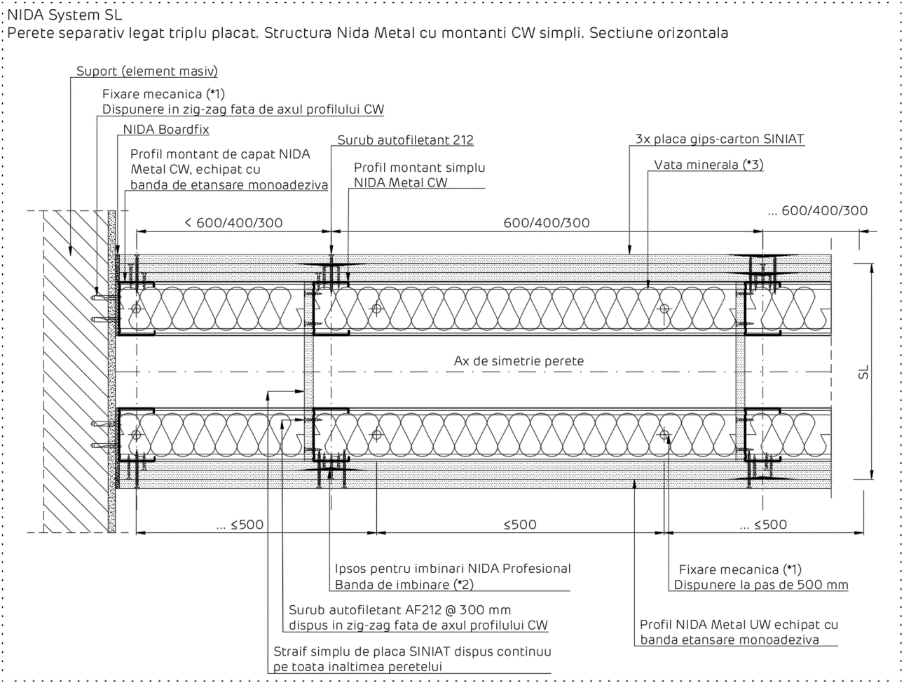 NIDA System SL
Perete separativ legat triplu placat. Structura Nida Metal cu montanti CW simpli. Sectiune orizontala
Suport (element masiv)
Fixare mecanica (*1)
Dispunere in zig-zag fata de axul profilului CW
NIDA Boardfix
Profil montant de capat NIDA
Metal CW, echipat cu
banda de etansare monoadeziva
Surub autofiletant 212
Profil montant simplu
NIDA Metal CW
3x placa gips-carton SINIAT
Vata minerala (*3)
< 600/400/300
600/400/300
... 600/400/300
Ax de simetrie perete
SL
... ≤500
≤500
... ≤500
Ipsos pentru imbinari NIDA Profesional
Banda de imbinare (*2)
Surub autofiletant AF212 @ 300 mm
dispus in zig-zag fata de axul profilului CW
Straif simplu de placa SINIAT dispus continuu
pe toata inaltimea peretelui
Fixare mecanica (*1)
Dispunere la pas de 500 mm
Profil NIDA Metal UW echipat cu
banda etansare monoadeziva